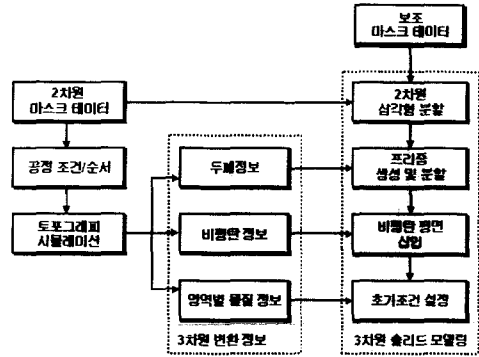 보조
마스크 데이터
2차원
마스크 데이터
2차원
삼각형 분할
공정 조건/순서
두께정보
프리즘
생성 및 분할
토포그래피
시뮬레이션
비평탄 정보
비평탄 평면
삽입
영역별 물질 정보
초기조건 설정
3차원 변환 정보
3차원 솔리드 모델링